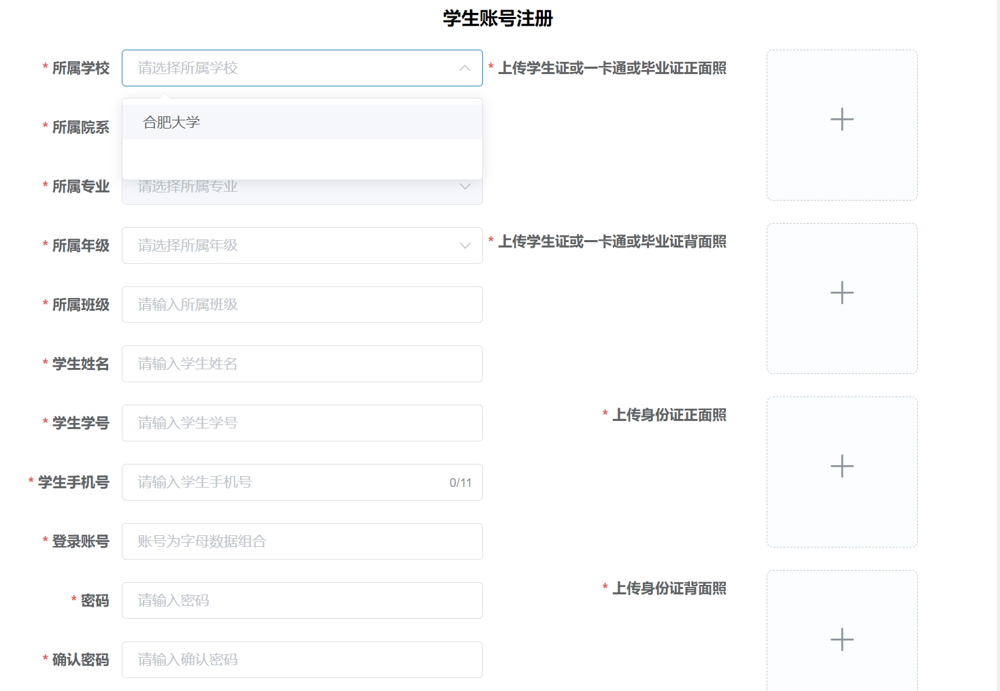 学生账号注册
* 所属学校
请选择所属学校
合肥大学
* 所属院系
* 所属专业
请选择所属专业
* 所属年级
请选择所属年级
* 所属班级
请输入所属班级
* 学生姓名
请输入学生姓名
* 学生学号
请输入学生学号
* 学生手机号
请输入学生手机号
0/11
* 登录账号
账号为字母数据组合
* 密码
请输入密码
* 确认密码
请输入确认密码
* 上传学生证或一卡通或毕业证正面照
* 上传学生证或一卡通或毕业证背面照
* 上传身份证正面照
* 上传身份证背面照